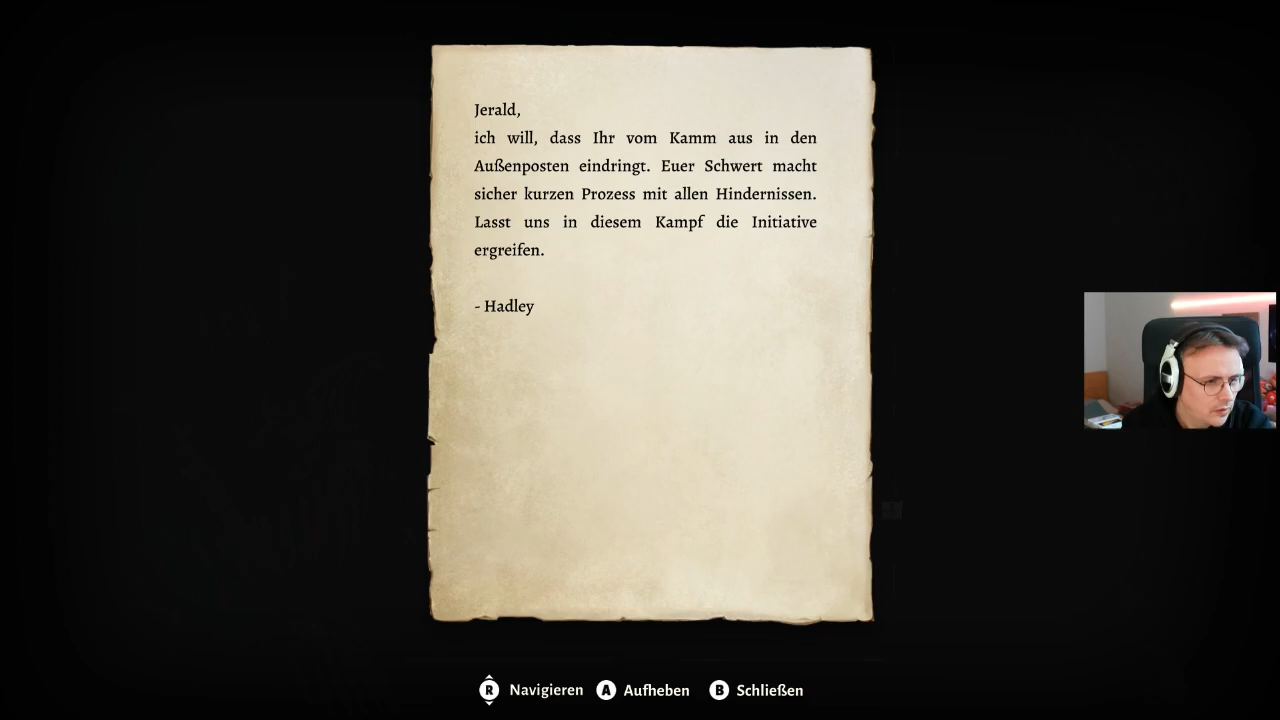 Jerald,
ich will, dass Ihr vom Kamm aus in den
Außenposten eindringt. Euer Schwert macht
sicher kurzen Prozess mit allen Hindernissen.
Lasst uns in diesem Kampf die Initiative
ergreifen.
- Hadley
R Navigieren A Aufheben B Schließen